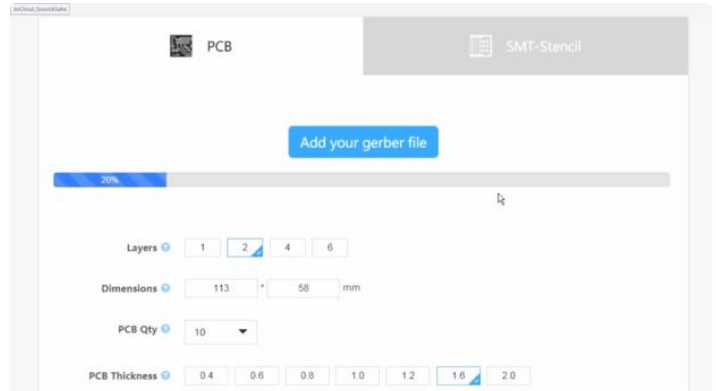 PCB
SMT-Stencil
Add your gerber file
20%
Layers 1 2 4 6
Dimensions 113 * 58 mm
PCB Qty 10
PCB Thickness 0.4 0.6 0.8 1.0 1.2 1.6 2.0